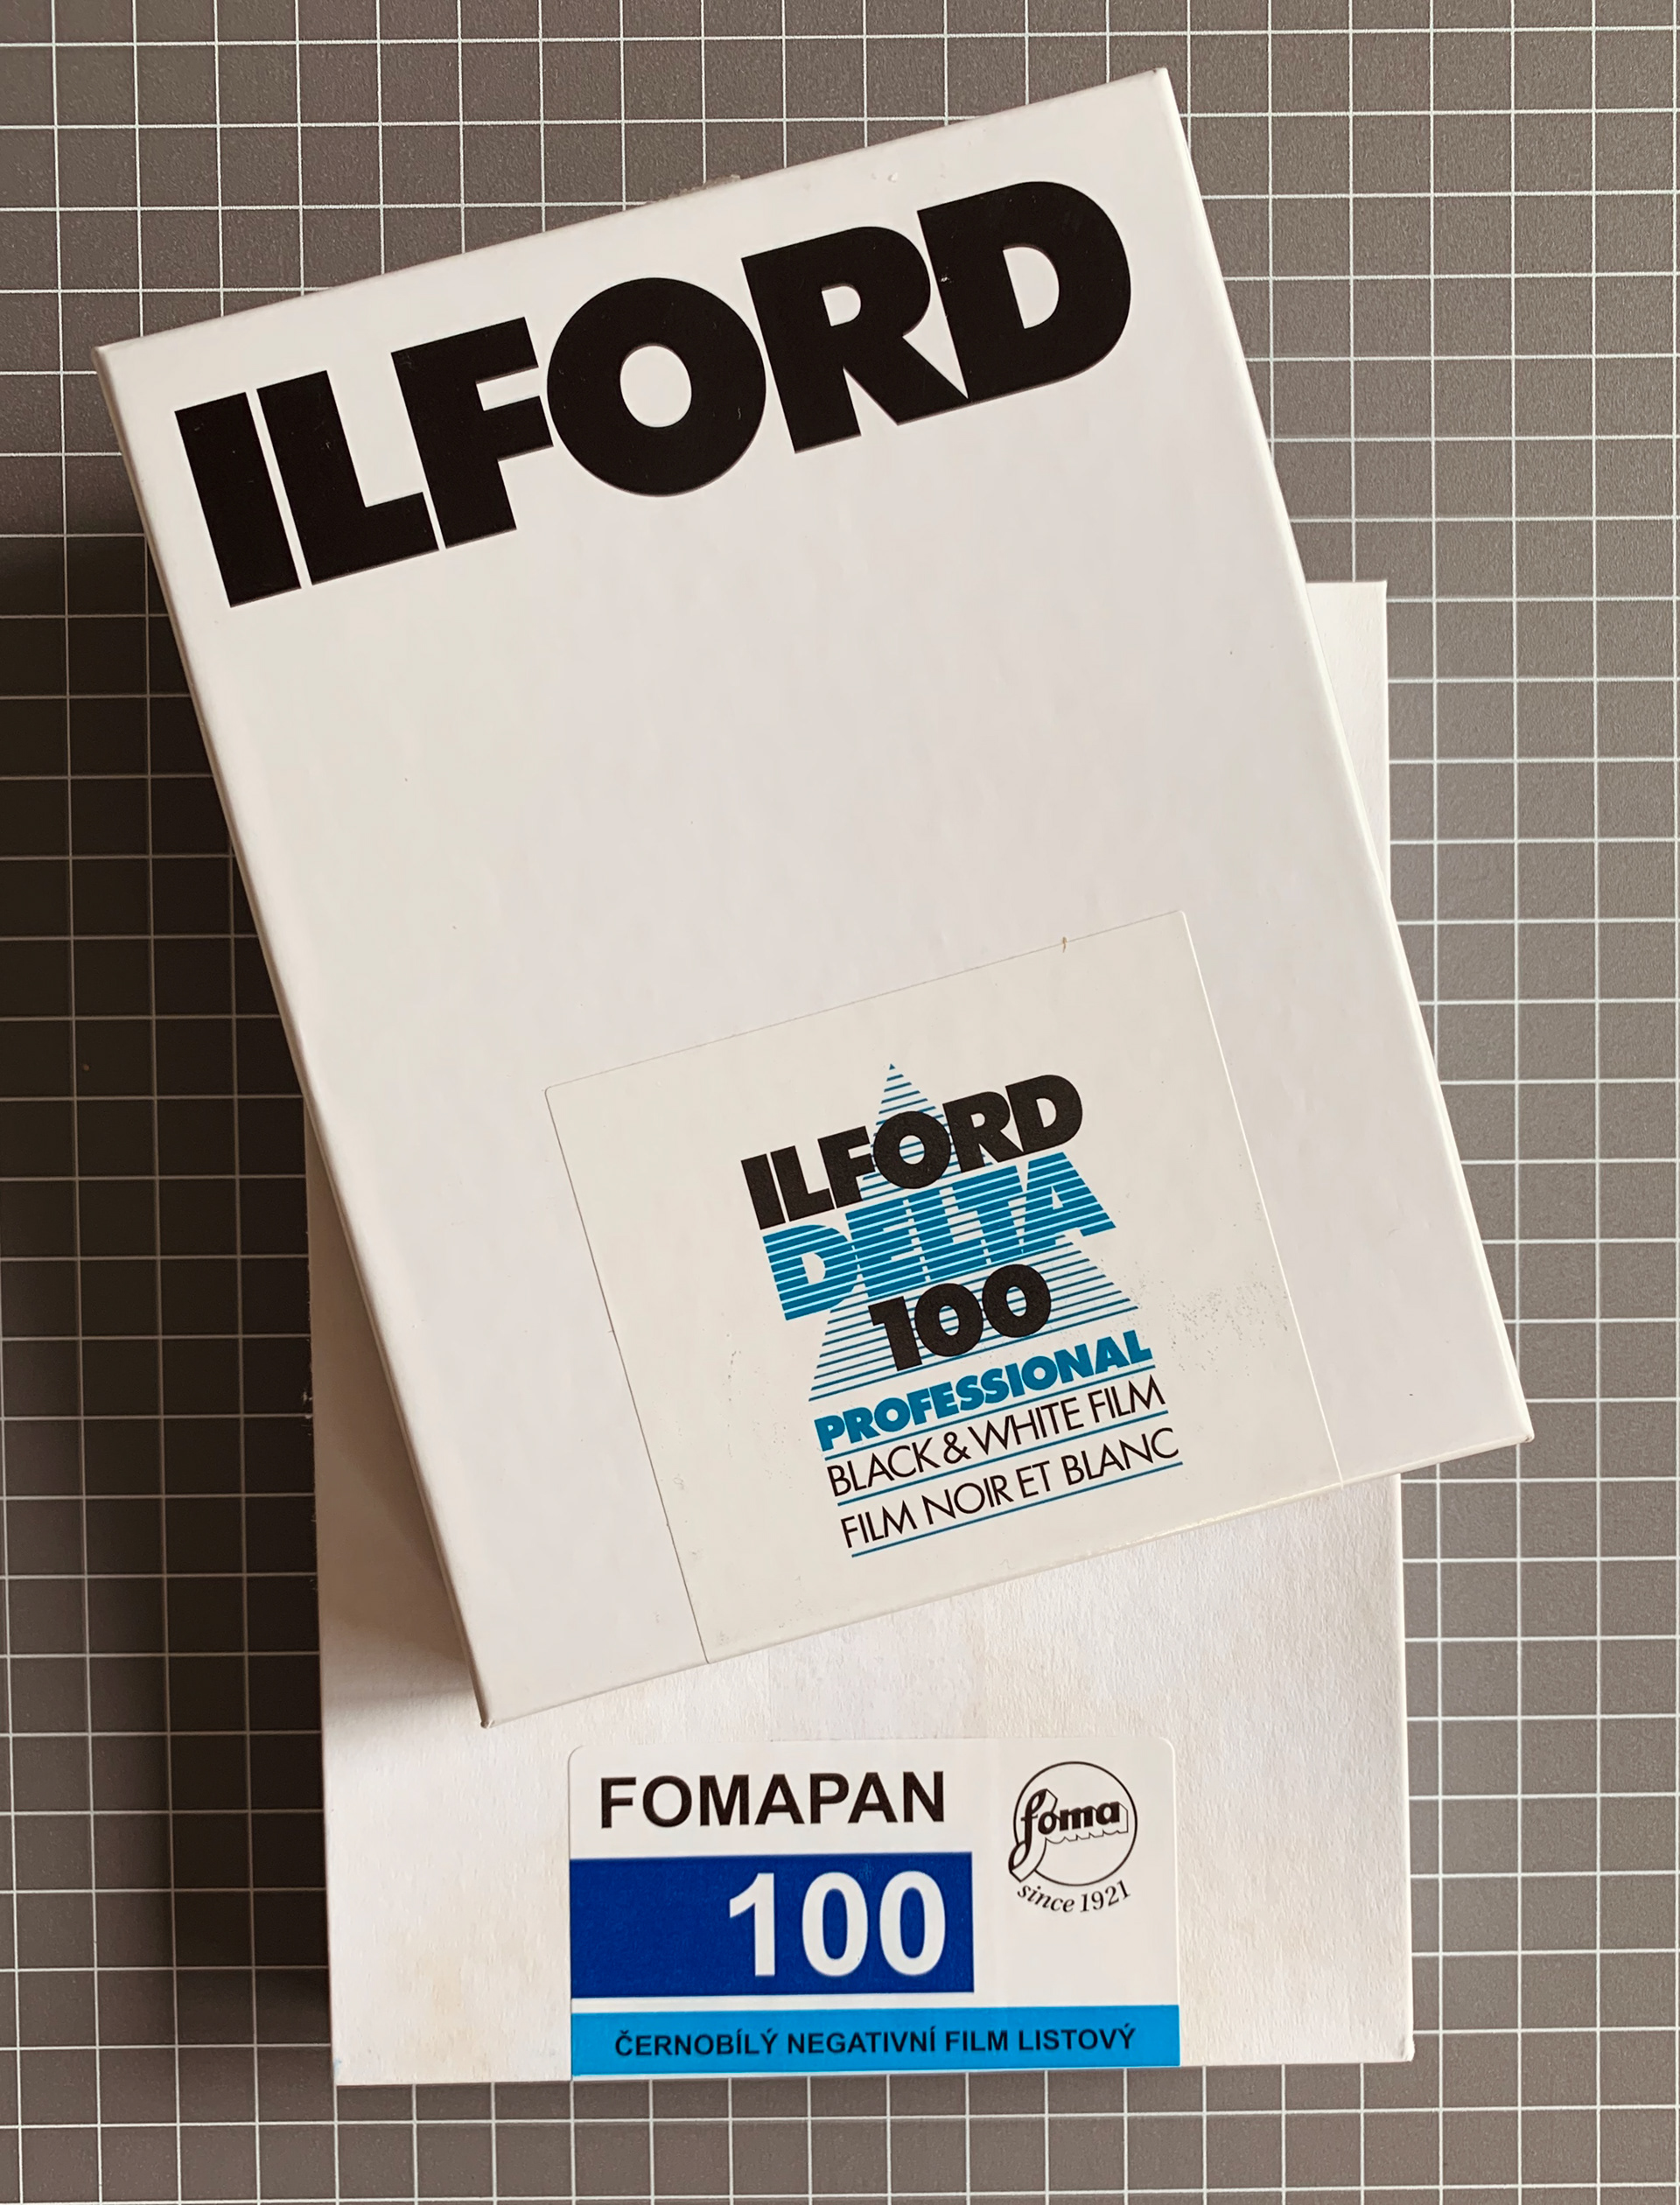 ILFORD
ILFORD
DELTA
100
PROFESSIONAL
BLACK & WHITE FILM
FILM NOIR ET BLANC
FOMAPAN
100
foma
since 1921
ČERNOBÍLÝ NEGATIVNÍ FILM LISTOVÝ